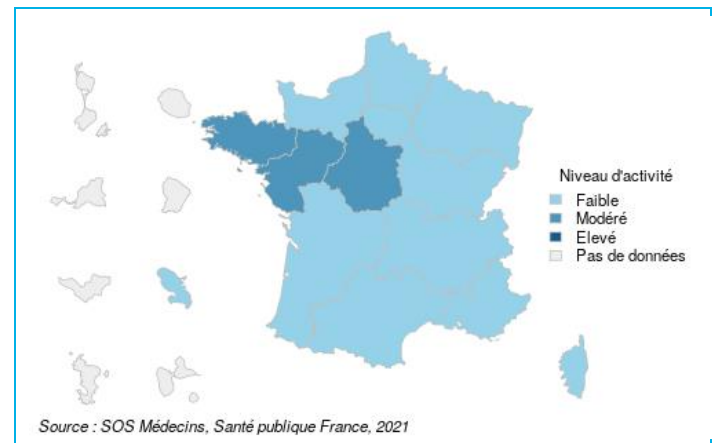 Niveau d'activité
Faible
Modéré
Elevé
Pas de données
Source : SOS Médecins, Santé publique France, 2021